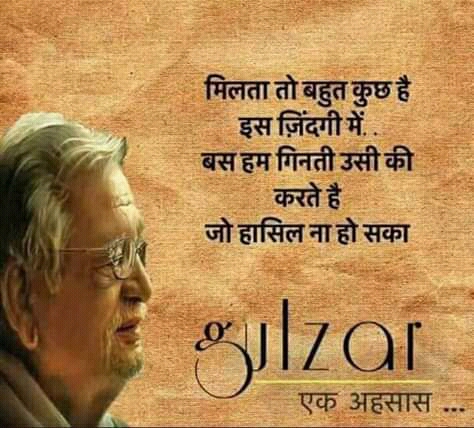 मिलता तो बहुत कुछ है
इस ज़िंदगी में. .
बस हम गिनती उसी की
करते है
जो हासिल ना हो सका
gulzar
एक अहसास ...